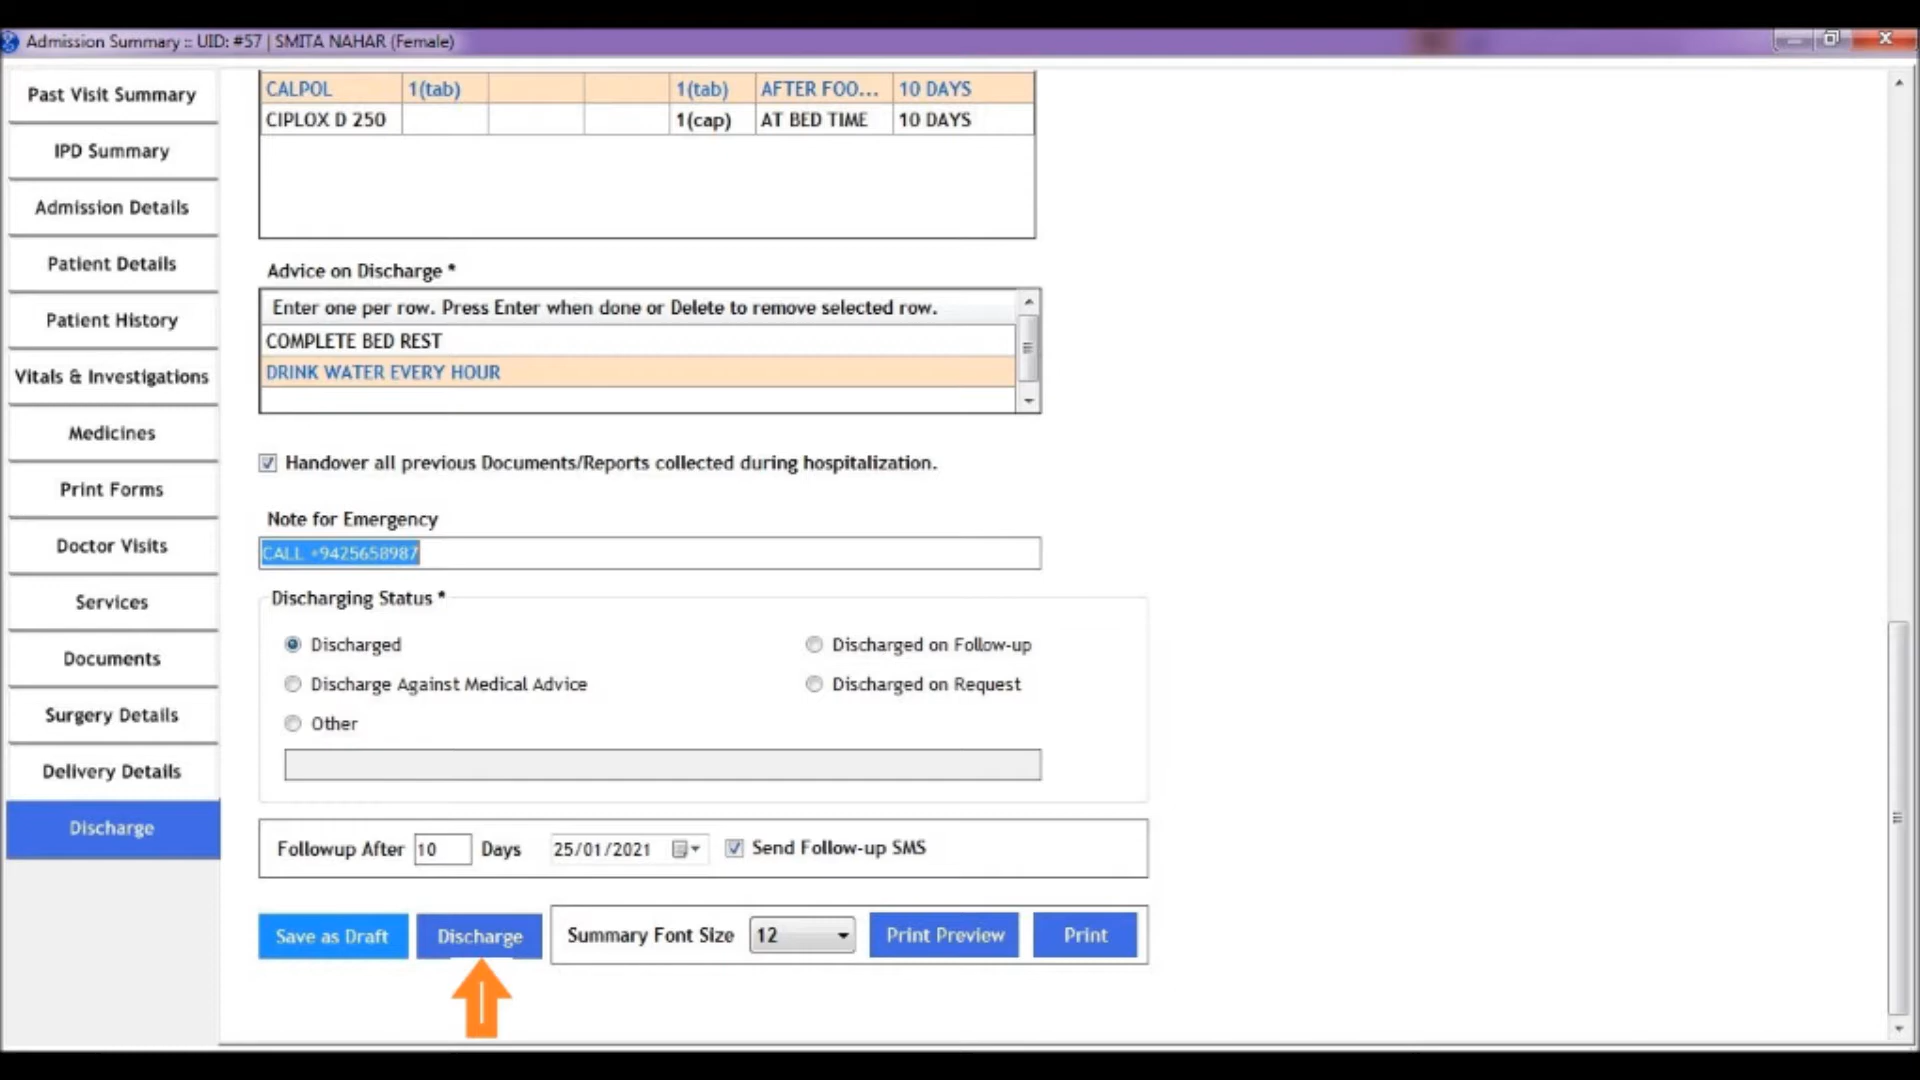 Admission Summary :: UID: #57 | SMITA NAHAR (Female)
Past Visit Summary
IPD Summary
Admission Details
Patient Details
Patient History
Vitals & Investigations
Medicines
Print Forms
Doctor Visits
Services
Documents
Surgery Details
Delivery Details
Discharge
CALPOL 1(tab) 1(tab) AFTER FOO... 10 DAYS
CIPLOX D 250 1(cap) AT BED TIME 10 DAYS
Advice on Discharge *
Enter one per row. Press Enter when done or Delete to remove selected row.
COMPLETE BED REST
DRINK WATER EVERY HOUR
Handover all previous Documents/Reports collected during hospitalization.
Note for Emergency
CALL +9425658987
Discharging Status *
Discharged Discharged on Follow-up
Discharge Against Medical Advice Discharged on Request
Other
Followup After 10 Days 25/01/2021 Send Follow-up SMS
Save as Draft Discharge Summary Font Size 12 Print Preview Print